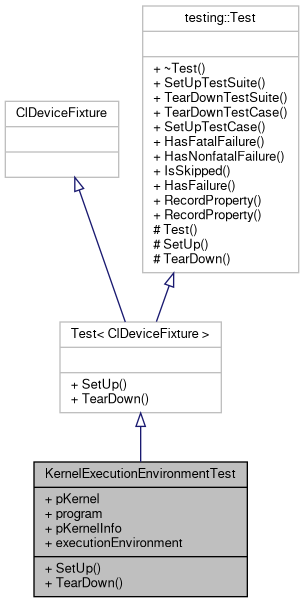 testing::Test
+ ~Test()
+ SetUpTestSuite()
+ TearDownTestSuite()
+ TearDownTestCase()
+ SetUpTestCase()
+ HasFatalFailure()
+ HasNonfatalFailure()
+ IsSkipped()
+ HasFailure()
+ RecordProperty()
+ RecordProperty()
# Test()
# SetUp()
# TearDown()
ClDeviceFixture
Test< ClDeviceFixture >
+ SetUp()
+ TearDown()
KernelExecutionEnvironmentTest
+ pKernel
+ program
+ pKernelInfo
+ executionEnvironment
+ SetUp()
+ TearDown()